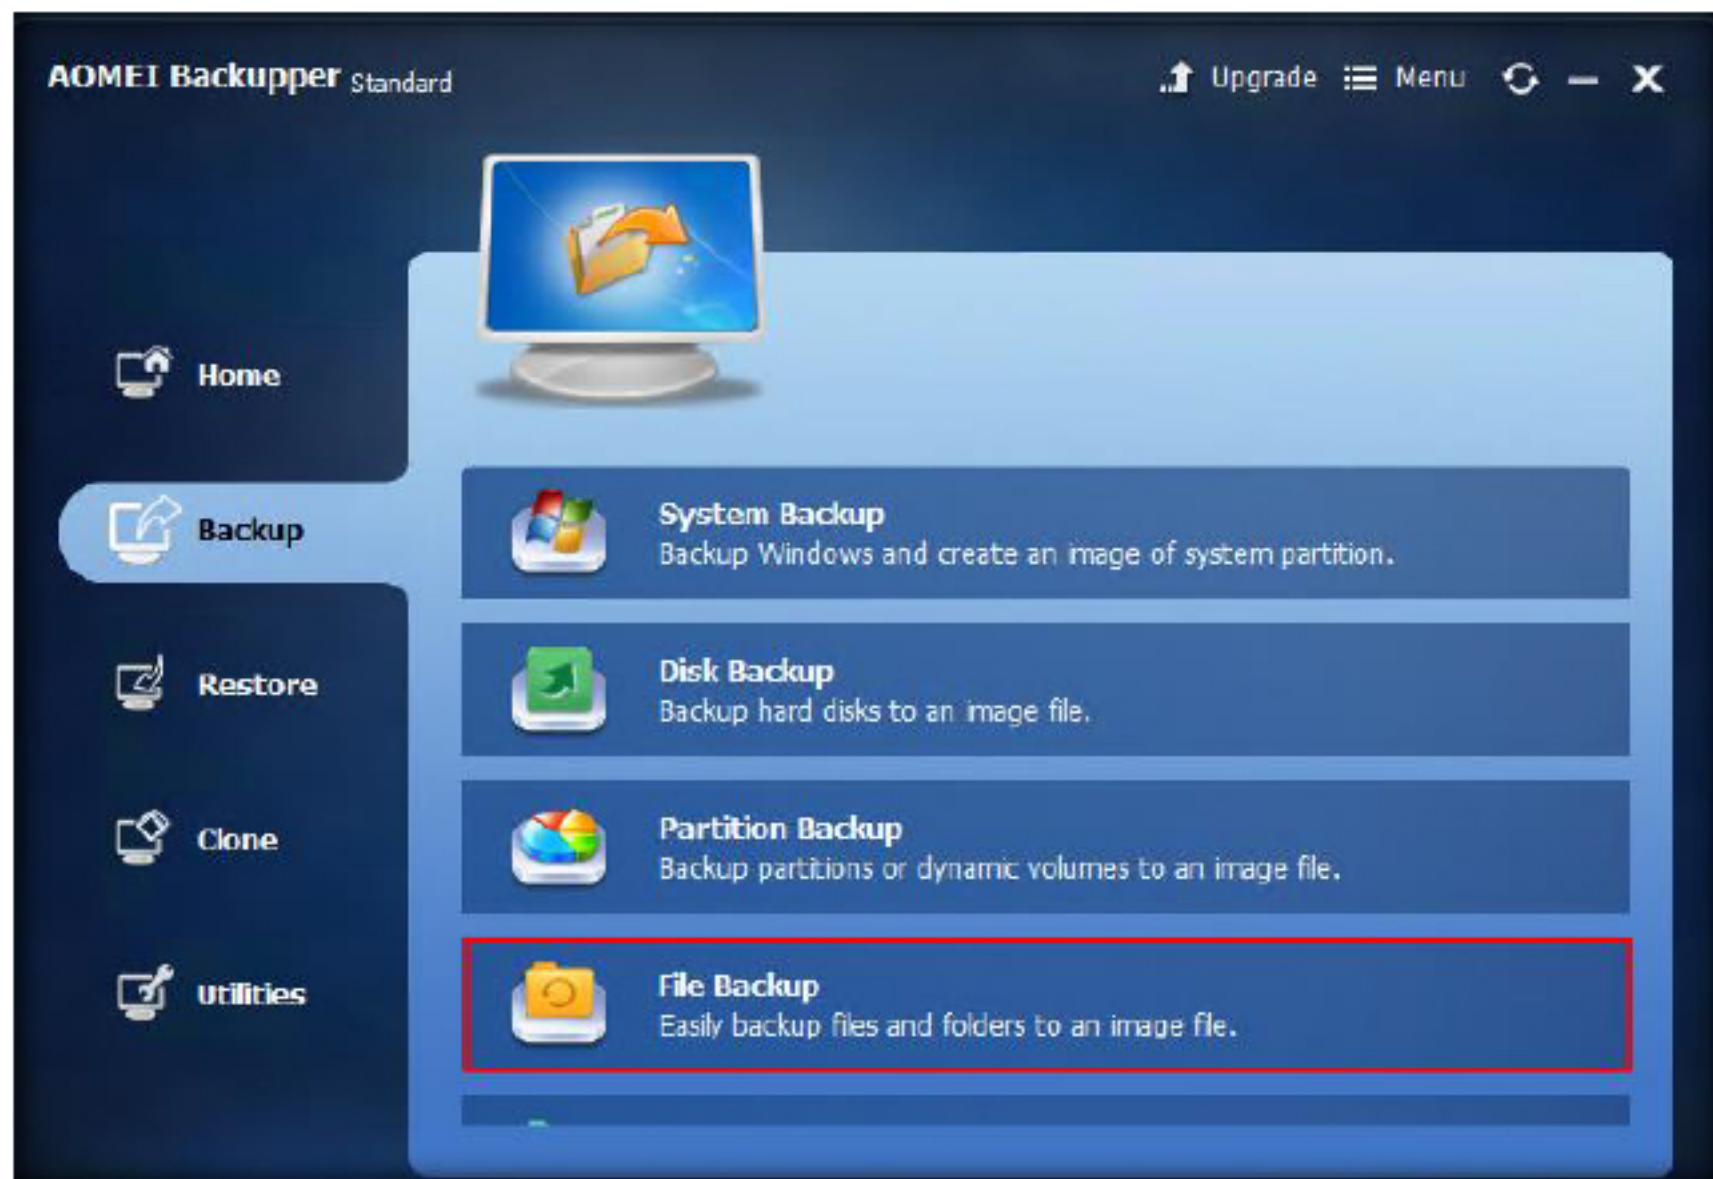 AOMEI Backupper Standard
Upgrade Menu
Home
Backup
Restore
Clone
Utilities
System Backup
Backup Windows and create an image of system partition.
Disk Backup
Backup hard disks to an image file.
Partition Backup
Backup partitions or dynamic volumes to an image file.
File Backup
Easily backup files and folders to an image file.